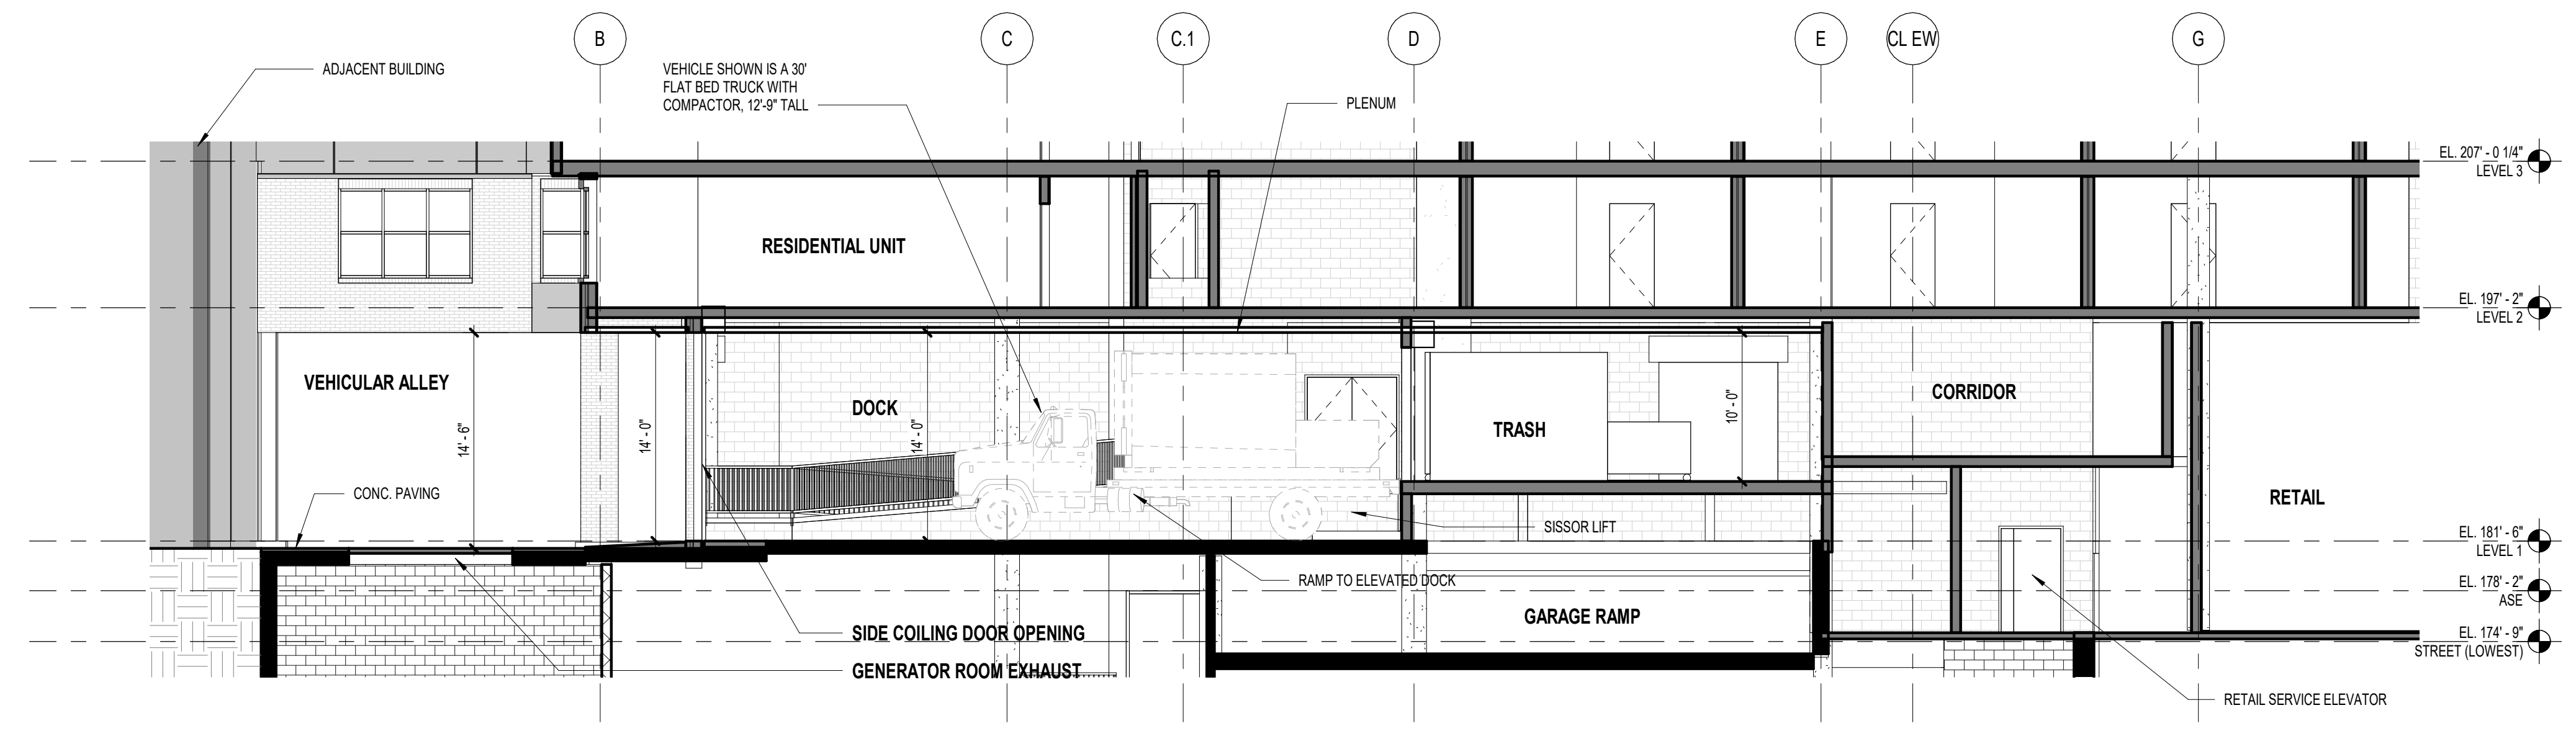 B
C
C.1
D
E
CL EW
G
ADJACENT BUILDING
VEHICLE SHOWN IS A 30'
FLAT BED TRUCK WITH
COMPACTOR, 12'-9" TALL
PLENUM
EL. 207' - 0 1/4"
LEVEL 3
RESIDENTIAL UNIT
EL. 197' - 2"
LEVEL 2
VEHICULAR ALLEY
14' - 6"
14' - 0"
DOCK
14' - 0"
TRASH
10' - 0"
CORRIDOR
RETAIL
CONC. PAVING
SISSOR LIFT
EL. 181' - 6"
LEVEL 1
RAMP TO ELEVATED DOCK
EL. 178' - 2"
ASE
GARAGE RAMP
SIDE COILING DOOR OPENING
EL. 174' - 9"
STREET (LOWEST)
GENERATOR ROOM EXHAUST
RETAIL SERVICE ELEVATOR